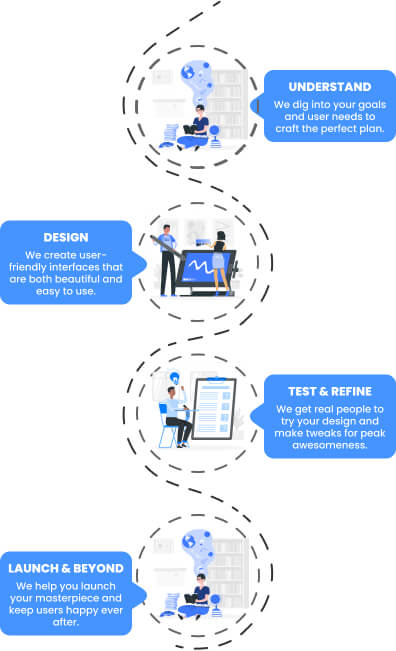 UNDERSTAND
We dig into your goals
and user needs to
craft the perfect plan.
DESIGN
We create user-
friendly interfaces that
are both beautiful and
easy to use.
TEST & REFINE
We get real people to
try your design and
make tweaks for peak
awesomeness.
LAUNCH & BEYOND
We help you launch
your masterpiece and
keep users happy ever
after.